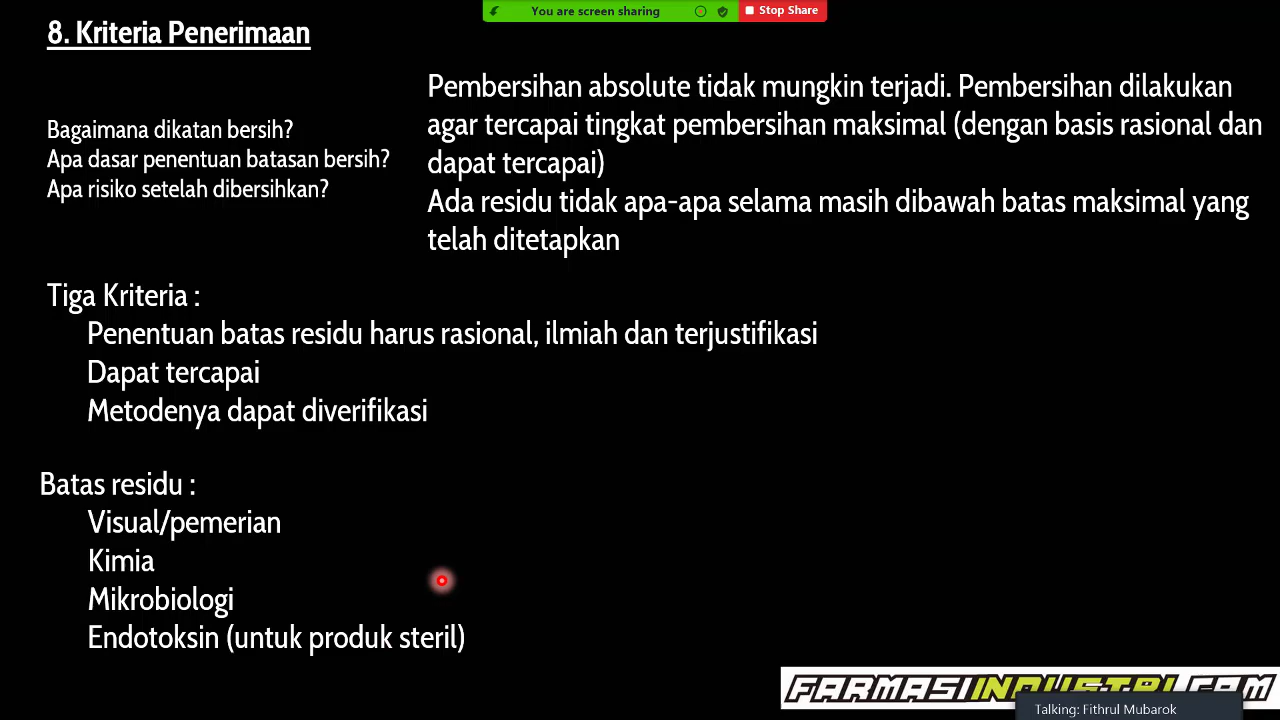 You are screen sharing
Stop Share
8. Kriteria Penerimaan
Bagaimana dikatan bersih?
Apa dasar penentuan batasan bersih?
Apa risiko setelah dibersihkan?
Pembersihan absolute tidak mungkin terjadi. Pembersihan dilakukan
agar tercapai tingkat pembersihan maksimal (dengan basis rasional dan
dapat tercapai)
Ada residu tidak apa-apa selama masih dibawah batas maksimal yang
telah ditetapkan
Tiga Kriteria :
Penentuan batas residu harus rasional, ilmiah dan terjustifikasi
Dapat tercapai
Metodenya dapat diverifikasi
Batas residu :
Visual/pemerian
Kimia
Mikrobiologi
Endotoksin (untuk produk steril)
FARMASIINDUSTRI.COM
Talking: Fithrul Mubarok